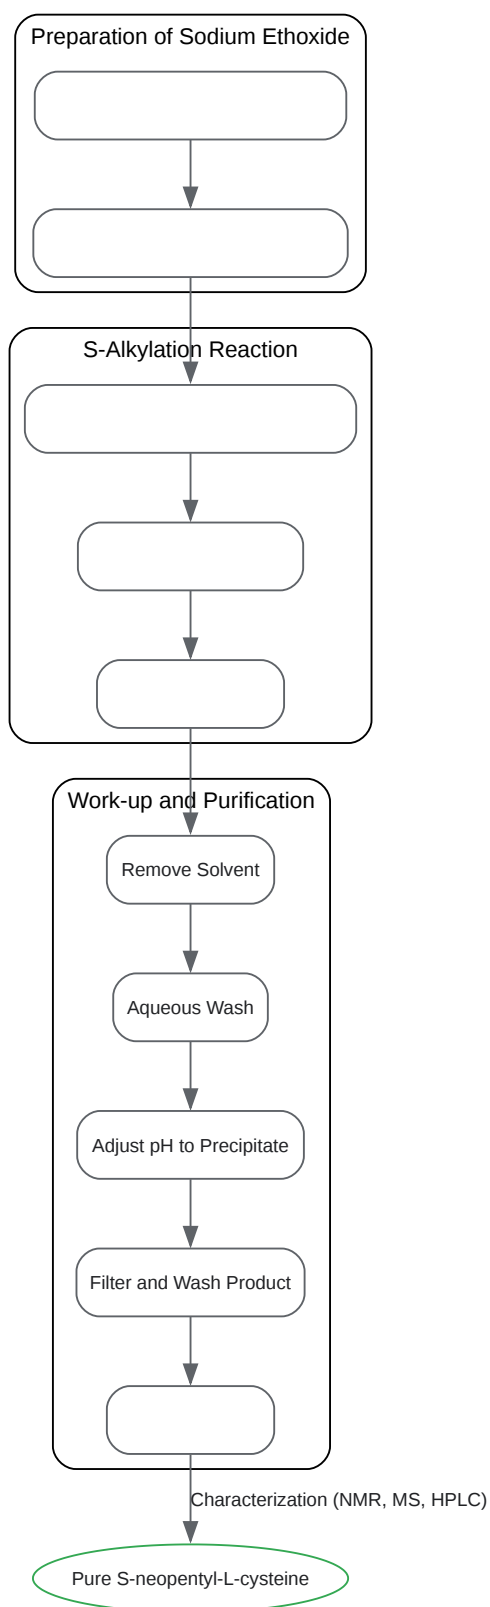 Preparation of Sodium Ethoxide
S-Alkylation Reaction
Work-up and Purification
Remove Solvent
Aqueous Wash
Adjust pH to Precipitate
Filter and Wash Product
Characterization (NMR, MS, HPLC)
Pure S-neopentyl-L-cysteine